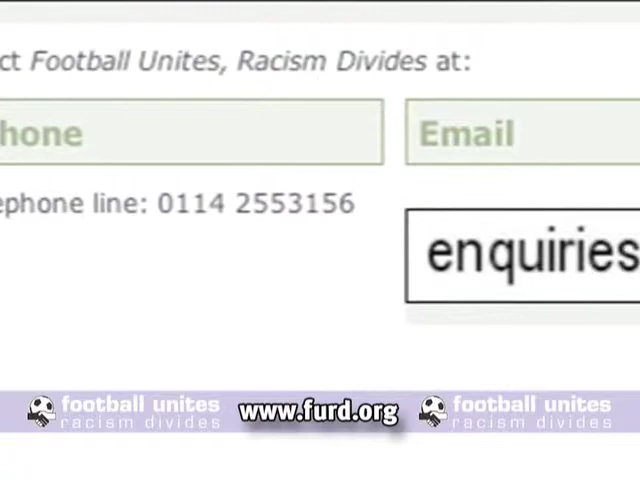 ct Football Unites, Racism Divides at:
hone
Email
ephone line: 0114 2553156
enquiries
football unites
racism divides
www.furd.org
football unites
racism divides